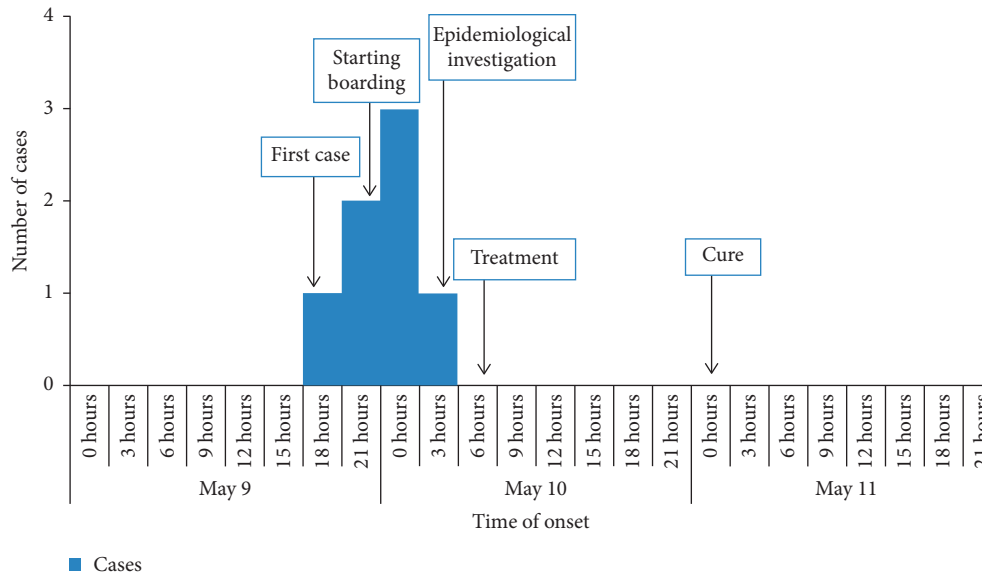 Number of cases
4
3
2
1
0
First case
Starting
boarding
Epidemiological
investigation
Treatment
Cure
0 hours
3 hours
6 hours
9 hours
12 hours
15 hours
18 hours
21 hours
0 hours
3 hours
6 hours
9 hours
12 hours
15 hours
18 hours
21 hours
0 hours
3 hours
6 hours
9 hours
12 hours
15 hours
18 hours
21 hours
May 9
May 10
May 11
Time of onset
Cases